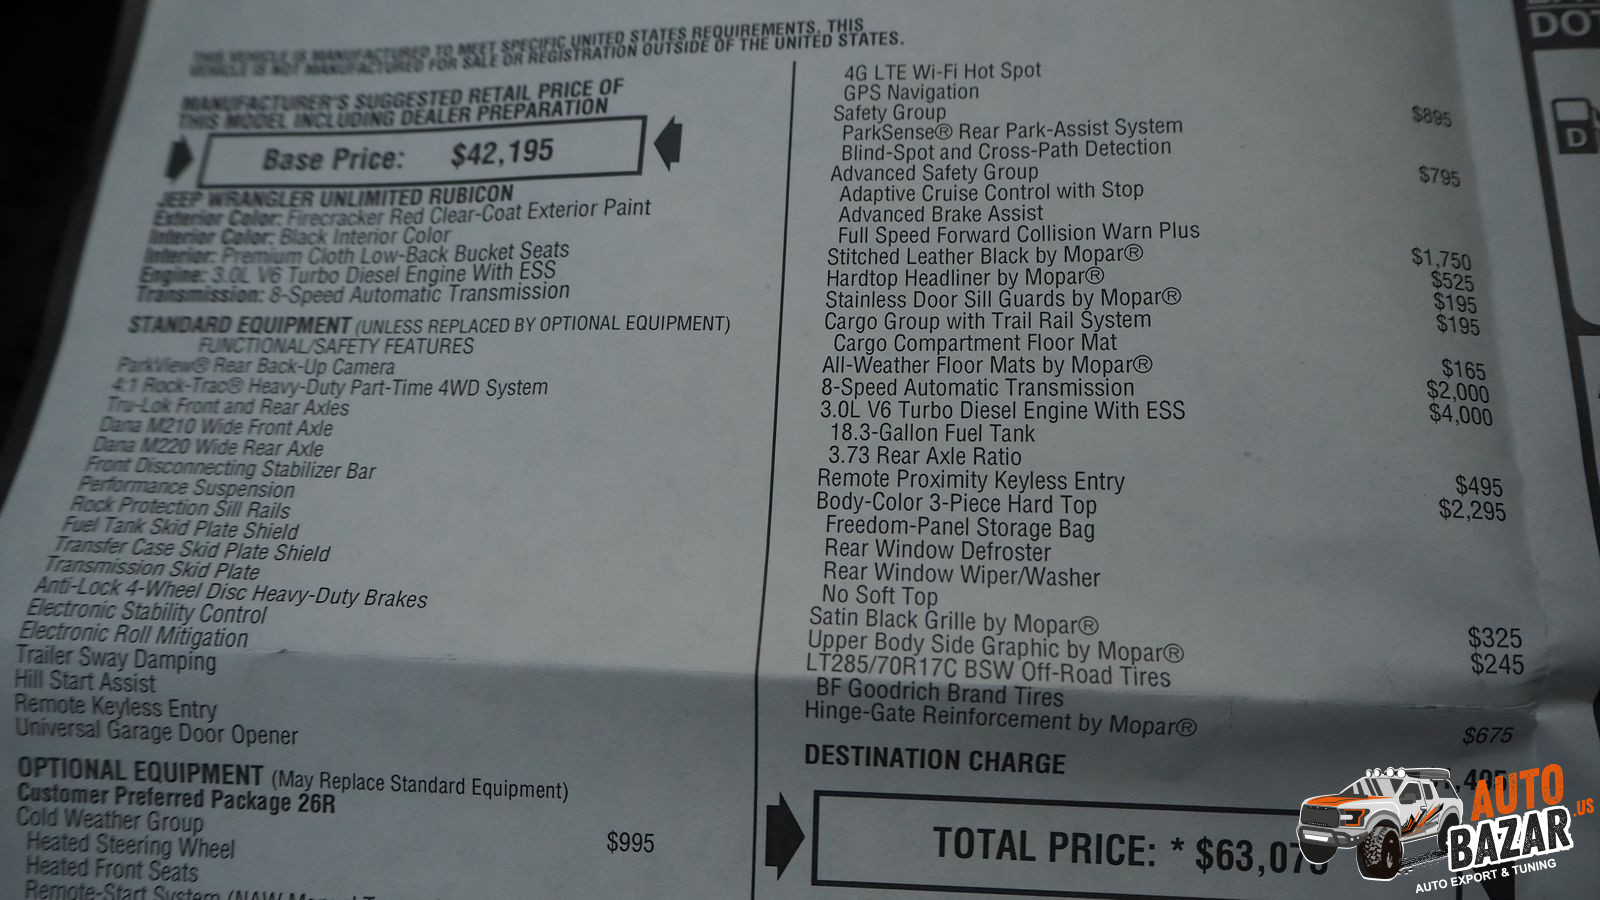 THIS VEHICLE IS MANUFACTURED TO MEET SPECIFIC UNITED STATES REQUIREMENTS. THIS
VEHICLE IS NOT MANUFACTURED FOR SALE OR REGISTRATION OUTSIDE OF THE UNITED STATES.
MANUFACTURER'S SUGGESTED RETAIL PRICE OF
THIS MODEL INCLUDING DEALER PREPARATION
Base Price: $42,195
JEEP WRANGLER UNLIMITED RUBICON
Exterior Color: Firecracker Red Clear-Coat Exterior Paint
Interior Color: Black Interior Color
Interior: Premium Cloth Low-Back Bucket Seats
Engine: 3.0L V6 Turbo Diesel Engine With ESS
Transmission: 8-Speed Automatic Transmission
STANDARD EQUIPMENT (UNLESS REPLACED BY OPTIONAL EQUIPMENT)
FUNCTIONAL/SAFETY FEATURES
ParkView® Rear Back-Up Camera
4:1 Rock-Trac® Heavy-Duty Part-Time 4WD System
Tru-Lok Front and Rear Axles
Dana M210 Wide Front Axle
Dana M220 Wide Rear Axle
Front Disconnecting Stabilizer Bar
Performance Suspension
Rock Protection Sill Rails
Fuel Tank Skid Plate Shield
Transfer Case Skid Plate Shield
Transmission Skid Plate
Anti-Lock 4-Wheel Disc Heavy-Duty Brakes
Electronic Stability Control
Electronic Roll Mitigation
Trailer Sway Damping
Hill Start Assist
Remote Keyless Entry
Universal Garage Door Opener
OPTIONAL EQUIPMENT (May Replace Standard Equipment)
Customer Preferred Package 26R
Cold Weather Group $995
Heated Steering Wheel
Heated Front Seats
Remote-Start System
4G LTE Wi-Fi Hot Spot
GPS Navigation
Safety Group $895
ParkSense® Rear Park-Assist System
Blind-Spot and Cross-Path Detection
Advanced Safety Group $795
Adaptive Cruise Control with Stop
Advanced Brake Assist
Full Speed Forward Collision Warn Plus
Stitched Leather Black by Mopar® $1,750
Hardtop Headliner by Mopar® $525
Stainless Door Sill Guards by Mopar® $195
Cargo Group with Trail Rail System $195
Cargo Compartment Floor Mat
All-Weather Floor Mats by Mopar® $165
8-Speed Automatic Transmission $2,000
3.0L V6 Turbo Diesel Engine With ESS $4,000
18.3-Gallon Fuel Tank
3.73 Rear Axle Ratio
Remote Proximity Keyless Entry $495
Body-Color 3-Piece Hard Top $2,295
Freedom-Panel Storage Bag
Rear Window Defroster
Rear Window Wiper/Washer
No Soft Top
Satin Black Grille by Mopar® $325
Upper Body Side Graphic by Mopar® $245
LT285/70R17C BSW Off-Road Tires
BF Goodrich Brand Tires
Hinge-Gate Reinforcement by Mopar® $675
DESTINATION CHARGE
TOTAL PRICE: * $63,07
DO
D
AUTO
BAZAR.US
AUTO EXPORT & TUNING